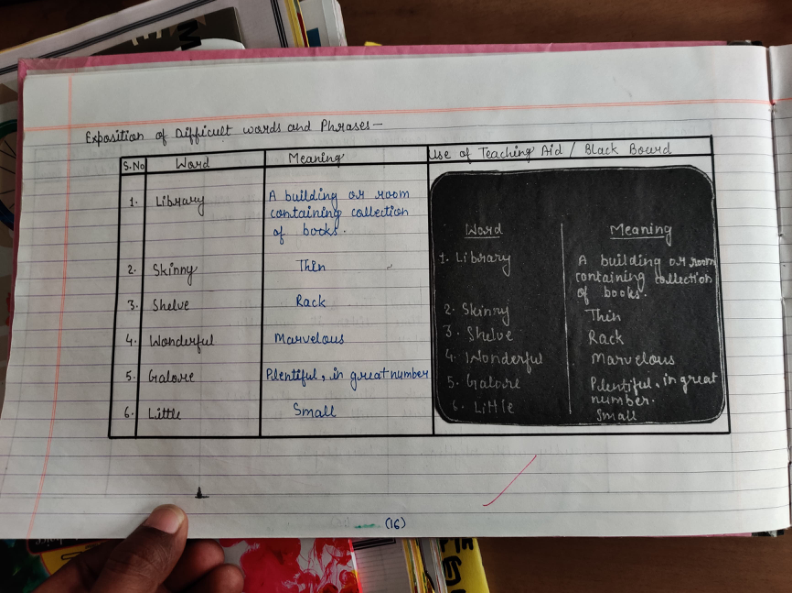 Exposition of Difficult words and Phrases—
S.No Word Meaning Use of Teaching Aid / Black Board
1. Library A building or room
containing collection
of books.
2. Skinny Thin
3. Shelve Rack
4. Wonderful Marvelous
5. Galore Plentiful, in great number
6. Little Small
Word Meaning
1. Library A building or room
containing collection
of books.
2. Skinny Thin
3. Shelve Rack
4. Wonderful Marvelous
5. Galore Plentiful, in great
number.
6. Little Small
(16)